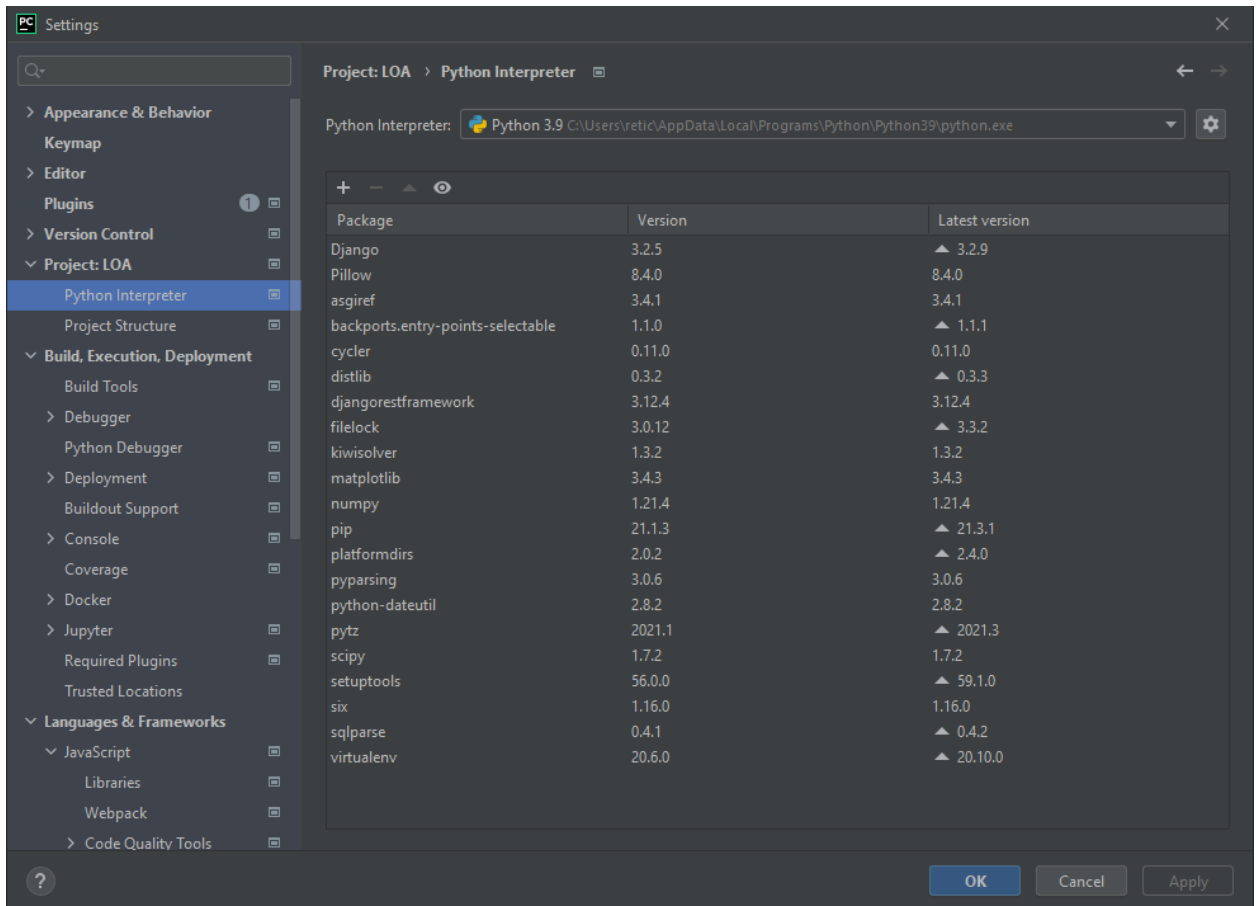 PC Settings
Project: LOA › Python Interpreter
Appearance & Behavior
Python Interpreter: Python 3.9 C:\Users\retic\AppData\Local\Programs\Python\Python39\python.exe
Keymap
Editor
Plugins 1
Version Control
Project: LOA
Python Interpreter
Project Structure
Build, Execution, Deployment
Build Tools
Debugger
Python Debugger
Deployment
Buildout Support
Console
Coverage
Docker
Jupyter
Required Plugins
Trusted Locations
Languages & Frameworks
JavaScript
Libraries
Webpack
Code Quality Tools
Package Version Latest version
Django 3.2.5 3.2.9
Pillow 8.4.0 8.4.0
asgiref 3.4.1 3.4.1
backports.entry-points-selectable 1.1.0 1.1.1
cycler 0.11.0 0.11.0
distlib 0.3.2 0.3.3
djangorestframework 3.12.4 3.12.4
filelock 3.0.12 3.3.2
kiwisolver 1.3.2 1.3.2
matplotlib 3.4.3 3.4.3
numpy 1.21.4 1.21.4
pip 21.1.3 21.3.1
platformdirs 2.0.2 2.4.0
pyparsing 3.0.6 3.0.6
python-dateutil 2.8.2 2.8.2
pytz 2021.1 2021.3
scipy 1.7.2 1.7.2
setuptools 56.0.0 59.1.0
six 1.16.0 1.16.0
sqlparse 0.4.1 0.4.2
virtualenv 20.6.0 20.10.0
? OK Cancel Apply